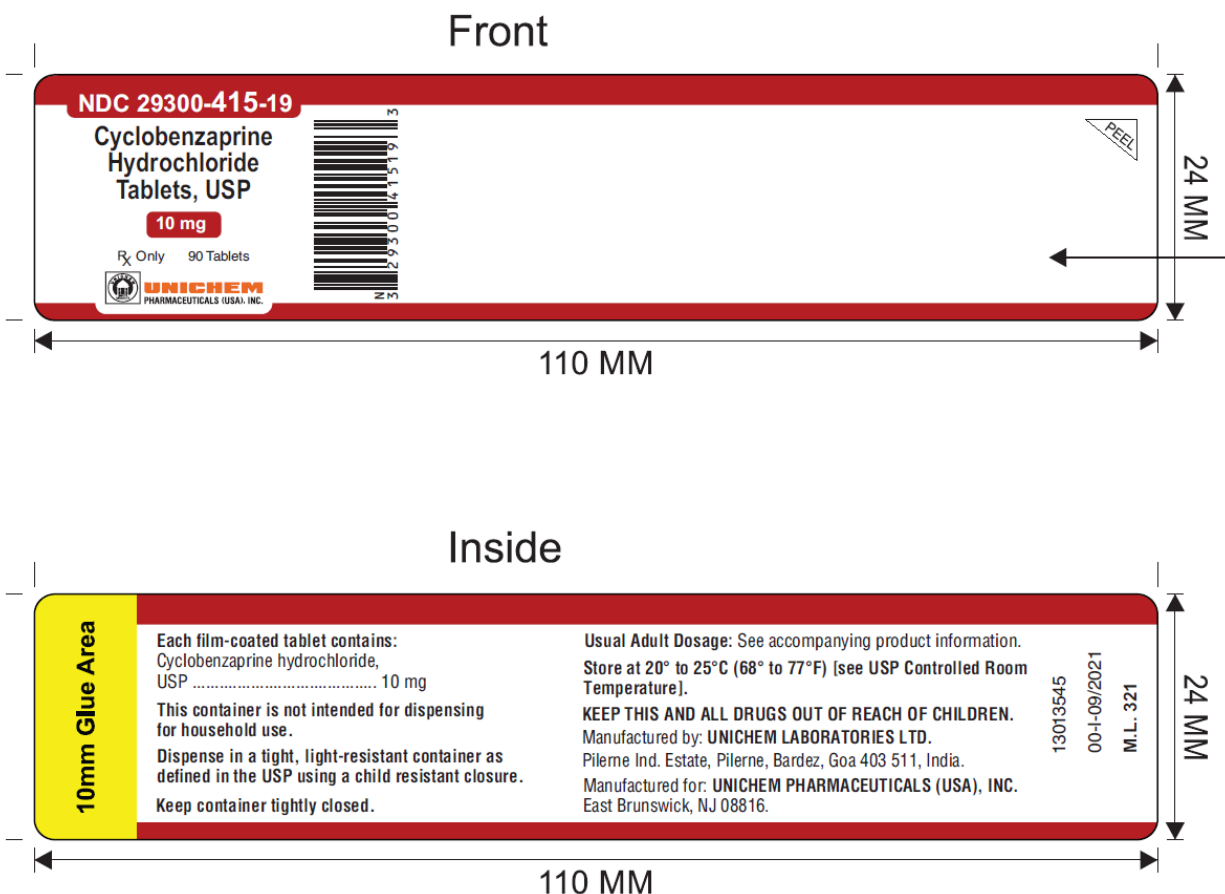 Front
NDC 29300-415-19
Cyclobenzaprine
Hydrochloride
Tablets, USP
10 mg
Rx Only 90 Tablets
UNICHEM
PHARMACEUTICALS (USA), INC.
N
3 29300 41519 3
PEEL
24 MM
110 MM
Inside
10mm Glue Area
Each film-coated tablet contains:
Cyclobenzaprine hydrochloride,
USP ......................................... 10 mg
This container is not intended for dispensing
for household use.
Dispense in a tight, light-resistant container as
defined in the USP using a child resistant closure.
Keep container tightly closed.
Usual Adult Dosage: See accompanying product information.
Store at 20° to 25°C (68° to 77°F) [see USP Controlled Room
Temperature].
KEEP THIS AND ALL DRUGS OUT OF REACH OF CHILDREN.
Manufactured by: UNICHEM LABORATORIES LTD.
Pilerne Ind. Estate, Pilerne, Bardez, Goa 403 511, India.
Manufactured for: UNICHEM PHARMACEUTICALS (USA), INC.
East Brunswick, NJ 08816.
13013545
00-I-09/2021
M.L. 321
24 MM
110 MM